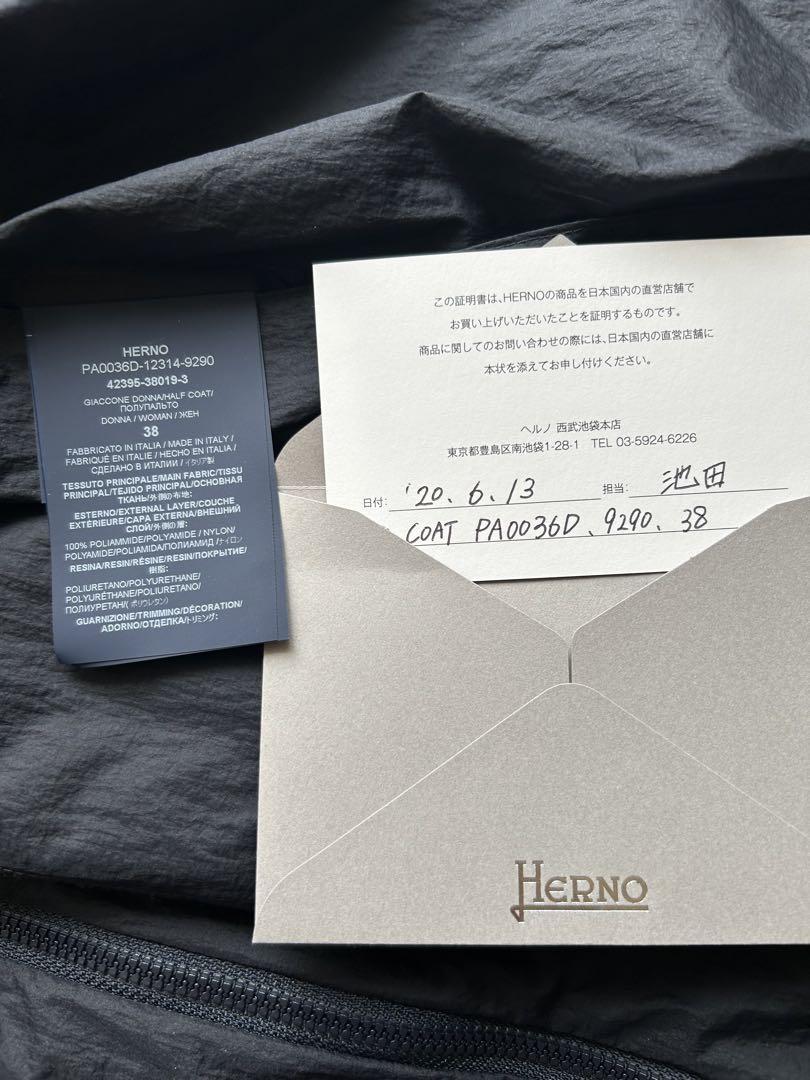 HERNO
PA0036D-12314-9290
42395-38019-3
GIACCONE DONNA/HALF COAT/
ПОЛУПАЛЬТО
DONNA / WOMAN / ЖЕН
38
FABBRICATO IN ITALIA / MADE IN ITALY /
FABRIQUÉ EN ITALIE / HECHO EN ITALIA /
СДЕЛАНО В ИТАЛИИ / イタリア製
TESSUTO PRINCIPALE/MAIN FABRIC/TISSU
PRINCIPAL/TEJIDO PRINCIPAL/ОСНОВНАЯ
ТКАНЬ/外側の布地:
ESTERNO/EXTERNAL LAYER/COUCHE
EXTÉRIEURE/CAPA EXTERNA/ВНЕШНИЙ
СЛОЙ/外側の層:
100% POLIAMMIDE/POLYAMIDE / NYLON/
POLYAMIDE/POLIAMIDA/ПОЛИАМИД /ナイロン
RESINA/RESIN/RÉSINE/RESIN/ПОКРЫТИЕ/
樹脂:
POLIURETANO/POLYURETHANE/
POLYURÉTHANE/POLIURETANO/
ПОЛИУРЕТАН/( ポリウレタン)
GUARNIZIONE/TRIMMING/DÉCORATION/
ADORNO/ОТДЕЛКА/トリミング:
この証明書は、HERNOの商品を日本国内の直営店舗で
お買い上げいただいたことを証明するものです。
商品に関してのお問い合わせの際には、日本国内の直営店舗に
本状を添えてお申し付けください。
ヘルノ 西武池袋本店
東京都豊島区南池袋1-28-1 TEL 03-5924-6226
日付: '20. 6. 13 担当: 池田
COAT PA0036D、9290、38
HERNO